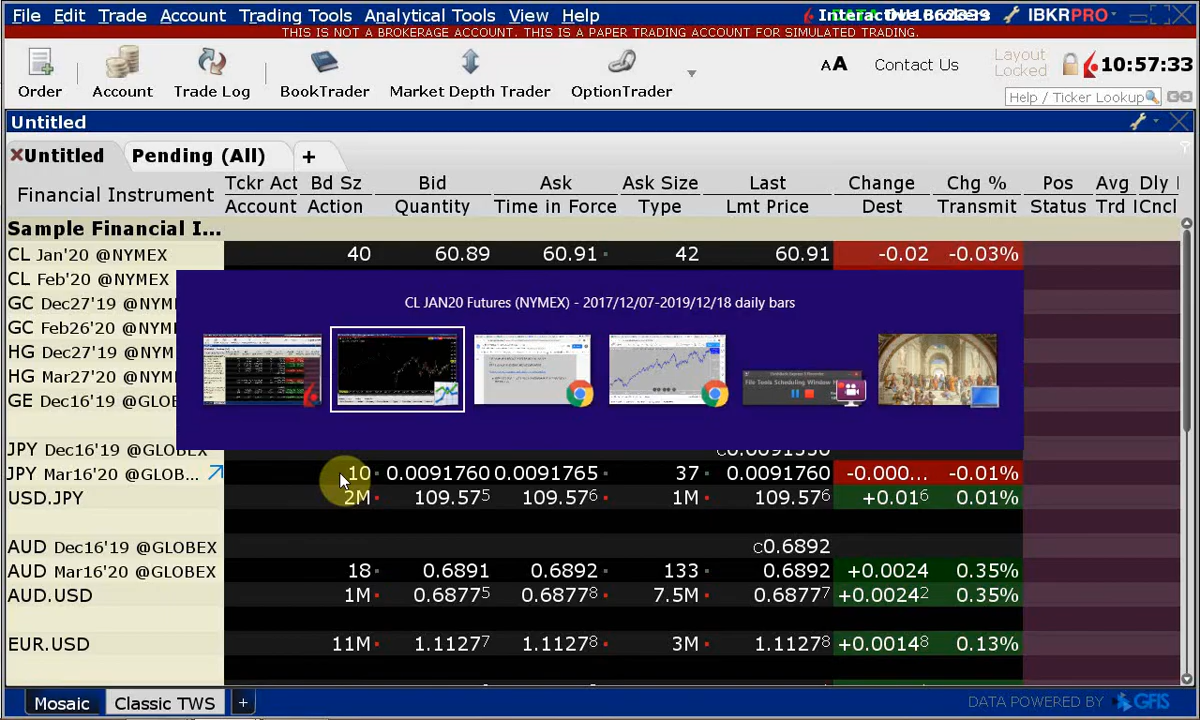 File Edit Trade Account Trading Tools Analytical Tools View Help IBKRPRO
THIS IS NOT A BROKERAGE ACCOUNT. THIS IS A PAPER TRADING ACCOUNT FOR SIMULATED TRADING.
Order Account Trade Log BookTrader Market Depth Trader OptionTrader AA Contact Us Layout Locked 10:57:33
Help / Ticker Lookup
Untitled
Untitled Pending (All) +
Financial Instrument Tckr Act Bd Sz Bid Ask Ask Size Last Change Chg % Pos Avg Dly
Account Action Quantity Time in Force Type Lmt Price Dest Transmit Status Trd Cncl
Sample Financial I...
CL Jan'20 @NYMEX 40 60.89 60.91 42 60.91 -0.02 -0.03%
CL Feb'20 @NYMEX
CL JAN20 Futures (NYMEX) - 2017/12/07-2019/12/18 daily bars
GC Dec27'19 @NYM
GC Feb26'20 @NYM
HG Dec27'19 @NYM
HG Mar27'20 @NYM
GE Dec16'19 @GLOB
JPY Dec16'19 @GLOBEX
JPY Mar16'20 @GLOB... 10 0.0091760 0.0091765 37 0.0091760 -0.000... -0.01%
USD.JPY 2M 109.575 109.576 1M 109.576 +0.016 0.01%
AUD Dec16'19 @GLOBEX c0.6892
AUD Mar16'20 @GLOBEX 18 0.6891 0.6892 133 0.6892 +0.0024 0.35%
AUD.USD 1M 0.68775 0.68778 7.5M 0.68777 +0.00242 0.35%
EUR.USD 11M 1.11277 1.11278 3M 1.11278 +0.00148 0.13%
Mosaic Classic TWS + DATA POWERED BY GFIS